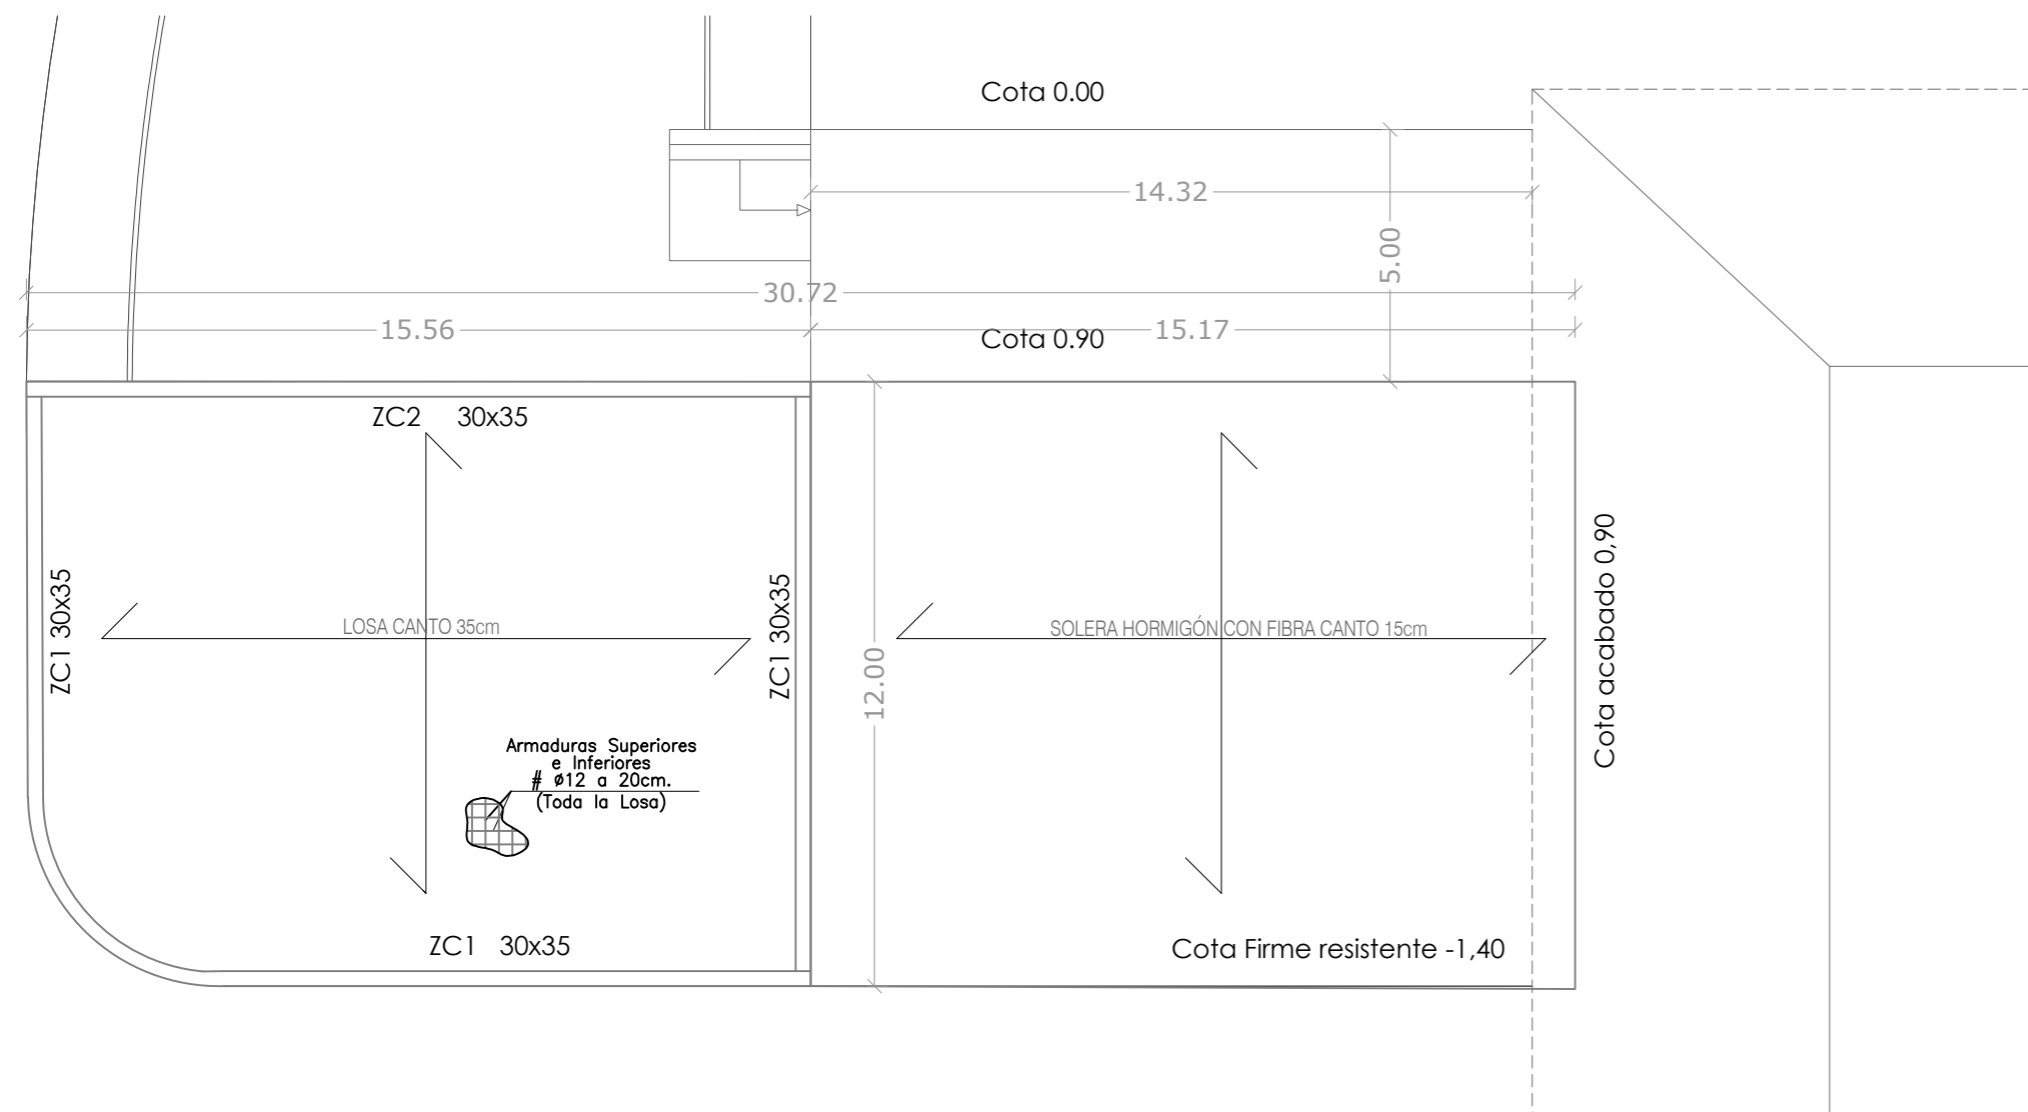 Cota 0.00
14.32
5.00
30.72
15.56
Cota 0.90
15.17
ZC2 30x35
ZC1 30x35
LOSA CANTO 35cm
ZC1 30x35
12.00
SOLERA HORMIGÓN CON FIBRA CANTO 15cm
Cota acabado 0,90
Armaduras Superiores
e Inferiores
# ø12 a 20cm.
(Toda la Losa)
ZC1 30x35
Cota Firme resistente -1,40